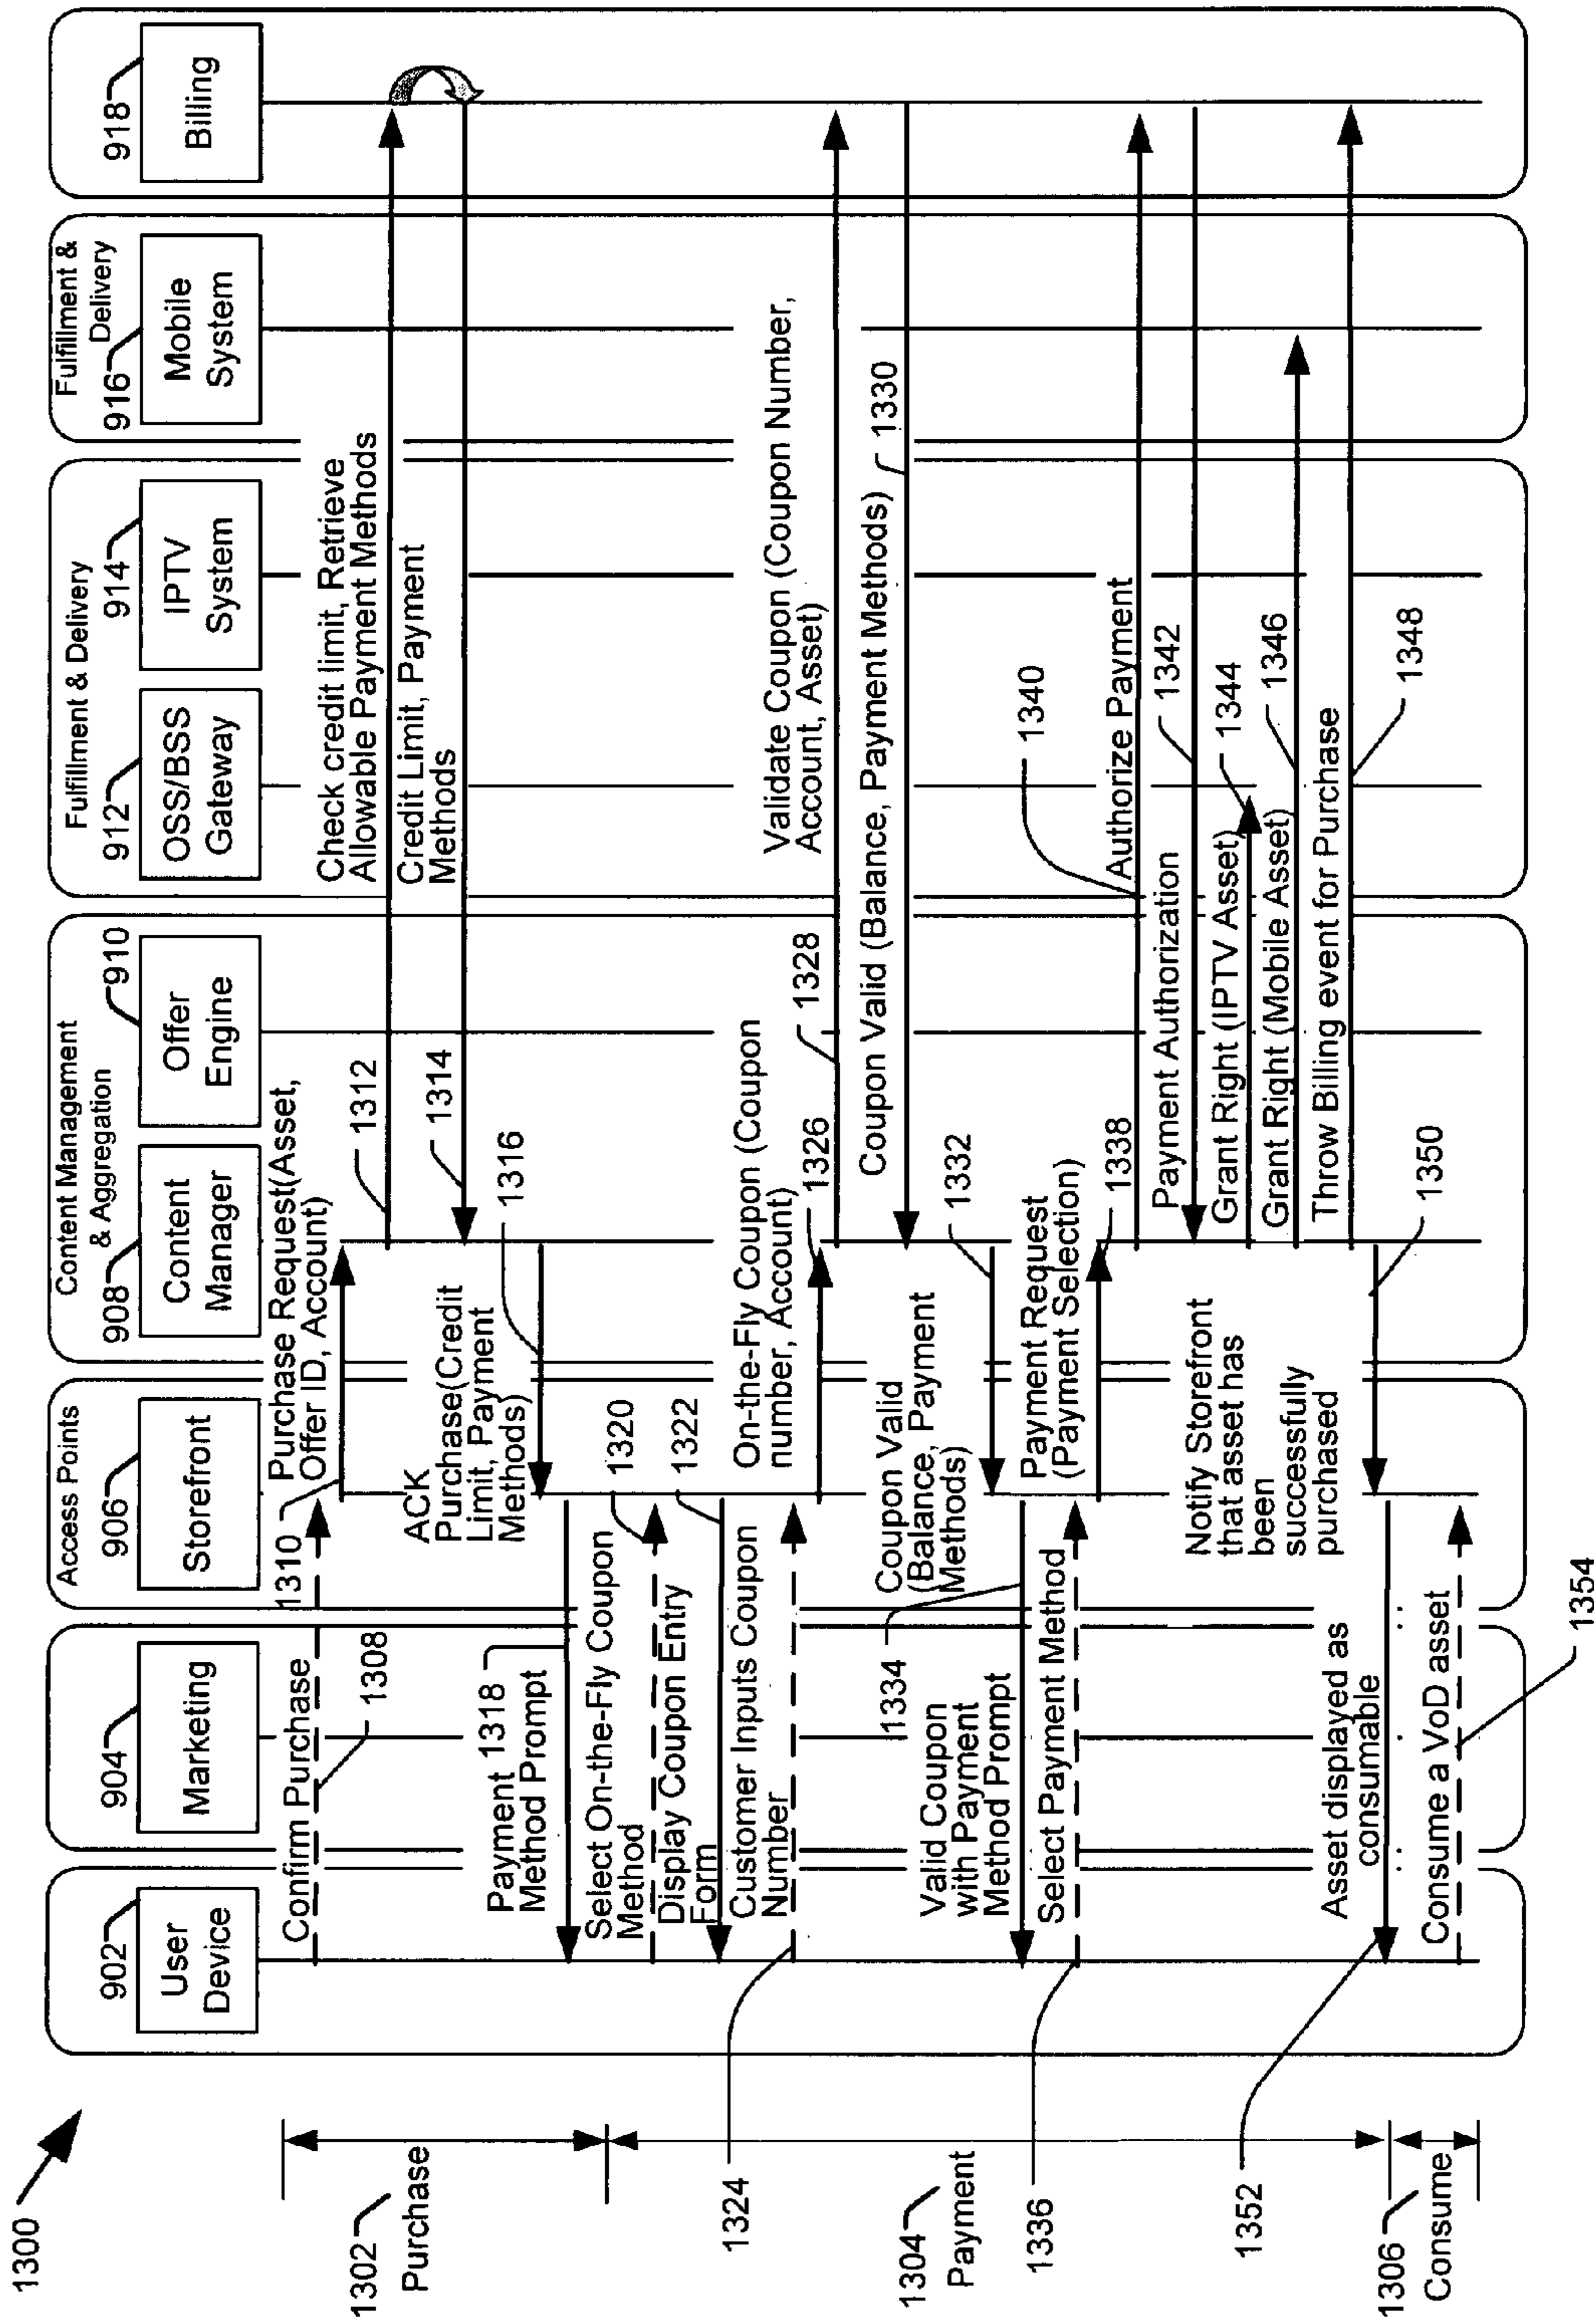 1300
902
User
Device
904
Marketing
Access Points
906
Storefront
Content Management
& Aggregation
908
Content
Manager
910
Offer
Engine
Fulfillment & Delivery
912
OSS/BSS
Gateway
914
IPTV
System
Fulfillment &
Delivery
916
Mobile
System
918
Billing
1302
Purchase
Confirm Purchase
1308
1310
Purchase Request(Asset,
Offer ID, Account)
1312
Check credit limit, Retrieve
Allowable Payment Methods
1314
Credit Limit, Payment
Methods
ACK
Purchase(Credit
Limit, Payment
Methods)
1316
Payment
Method Prompt
1318
1304
Payment
Select On-the-Fly Coupon
Method
1320
Display Coupon Entry
Form
1322
Customer Inputs Coupon
Number
1324
On-the-Fly Coupon (Coupon
number, Account)
1326
1328
Validate Coupon (Coupon Number,
Account, Asset)
Coupon Valid (Balance, Payment Methods)
1330
Coupon Valid
(Balance, Payment
Methods)
1332
1334
Valid Coupon
with Payment
Method Prompt
Select Payment Method
1336
Payment Request
(Payment Selection)
1338
1340
Authorize Payment
Payment Authorization
1342
Grant Right (IPTV Asset)
1344
Grant Right (Mobile Asset)
1346
Throw Billing event for Purchase
1348
Notify Storefront
that asset has
been
successfully
purchased
1350
Asset displayed as
consumable
1352
1306
Consume
Consume a VoD asset
1354